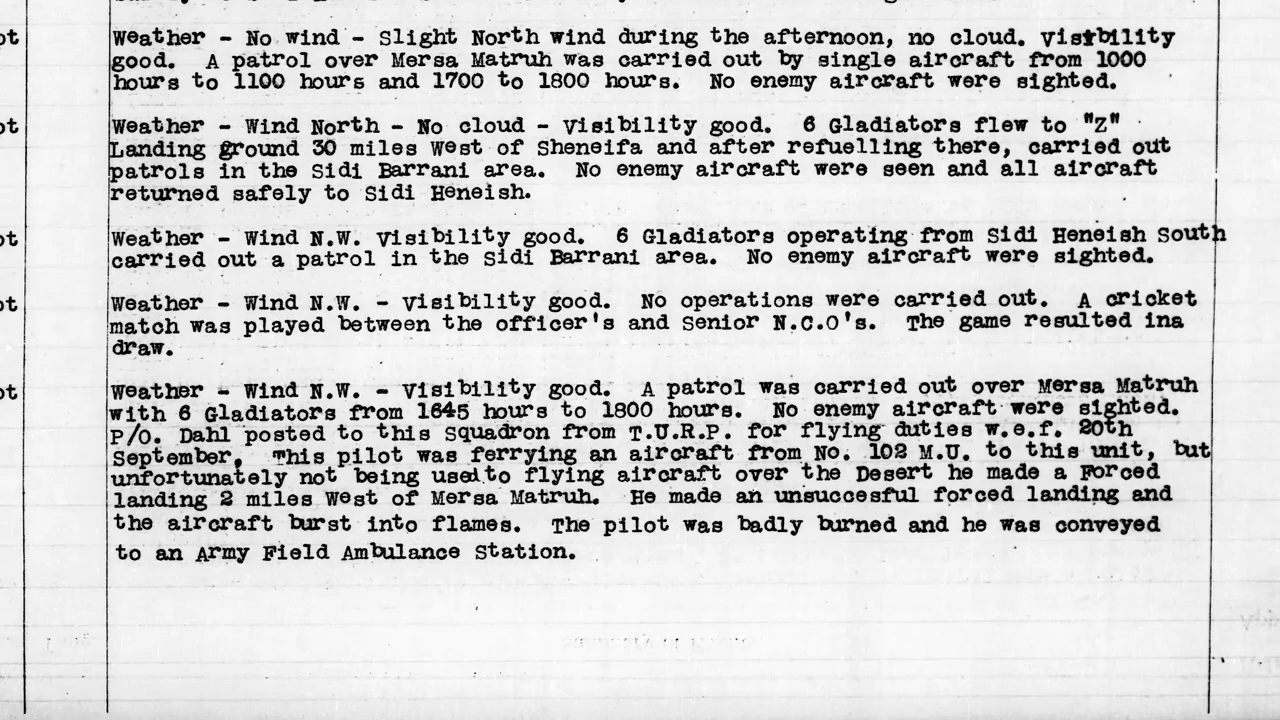 ot
Weather - No wind - Slight North wind during the afternoon, no cloud. Visibility
good. A patrol over Mersa Matruh was carried out by single aircraft from 1000
hours to 1100 hours and 1700 to 1800 hours. No enemy aircraft were sighted.
ot
Weather - Wind North - No cloud - Visibility good. 6 Gladiators flew to "Z"
Landing ground 30 miles West of Sheneifa and after refuelling there, carried out
patrols in the Sidi Barrani area. No enemy aircraft were seen and all aircraft
returned safely to Sidi Heneish.
ot
Weather - Wind N.W. Visibility good. 6 Gladiators operating from Sidi Heneish South
carried out a patrol in the Sidi Barrani area. No enemy aircraft were sighted.
ot
Weather - Wind N.W. - Visibility good. No operations were carried out. A cricket
match was played between the officer's and Senior N.C.O's. The game resulted ina
draw.
ot
Weather - Wind N.W. - Visibility good. A patrol was carried out over Mersa Matruh
with 6 Gladiators from 1645 hours to 1800 hours. No enemy aircraft were sighted.
P/O. Dahl posted to this Squadron from T.U.R.P. for flying duties w.e.f. 20th
September. This pilot was ferrying an aircraft from No. 102 M.U. to this unit, but
unfortunately not being used to flying aircraft over the Desert he made a Forced
landing 2 miles West of Mersa Matruh. He made an unsuccesful forced landing and
the aircraft burst into flames. The pilot was badly burned and he was conveyed
to an Army Field Ambulance Station.